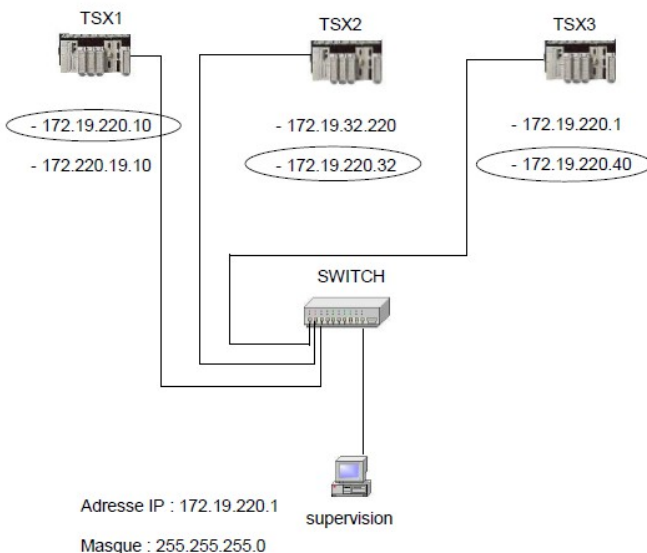 TSX1
TSX2
TSX3
- 172.19.220.10
- 172.19.32.220
- 172.19.220.1
- 172.220.19.10
- 172.19.220.32
- 172.19.220.40
SWITCH
Adresse IP : 172.19.220.1
supervision
Masque : 255.255.255.0